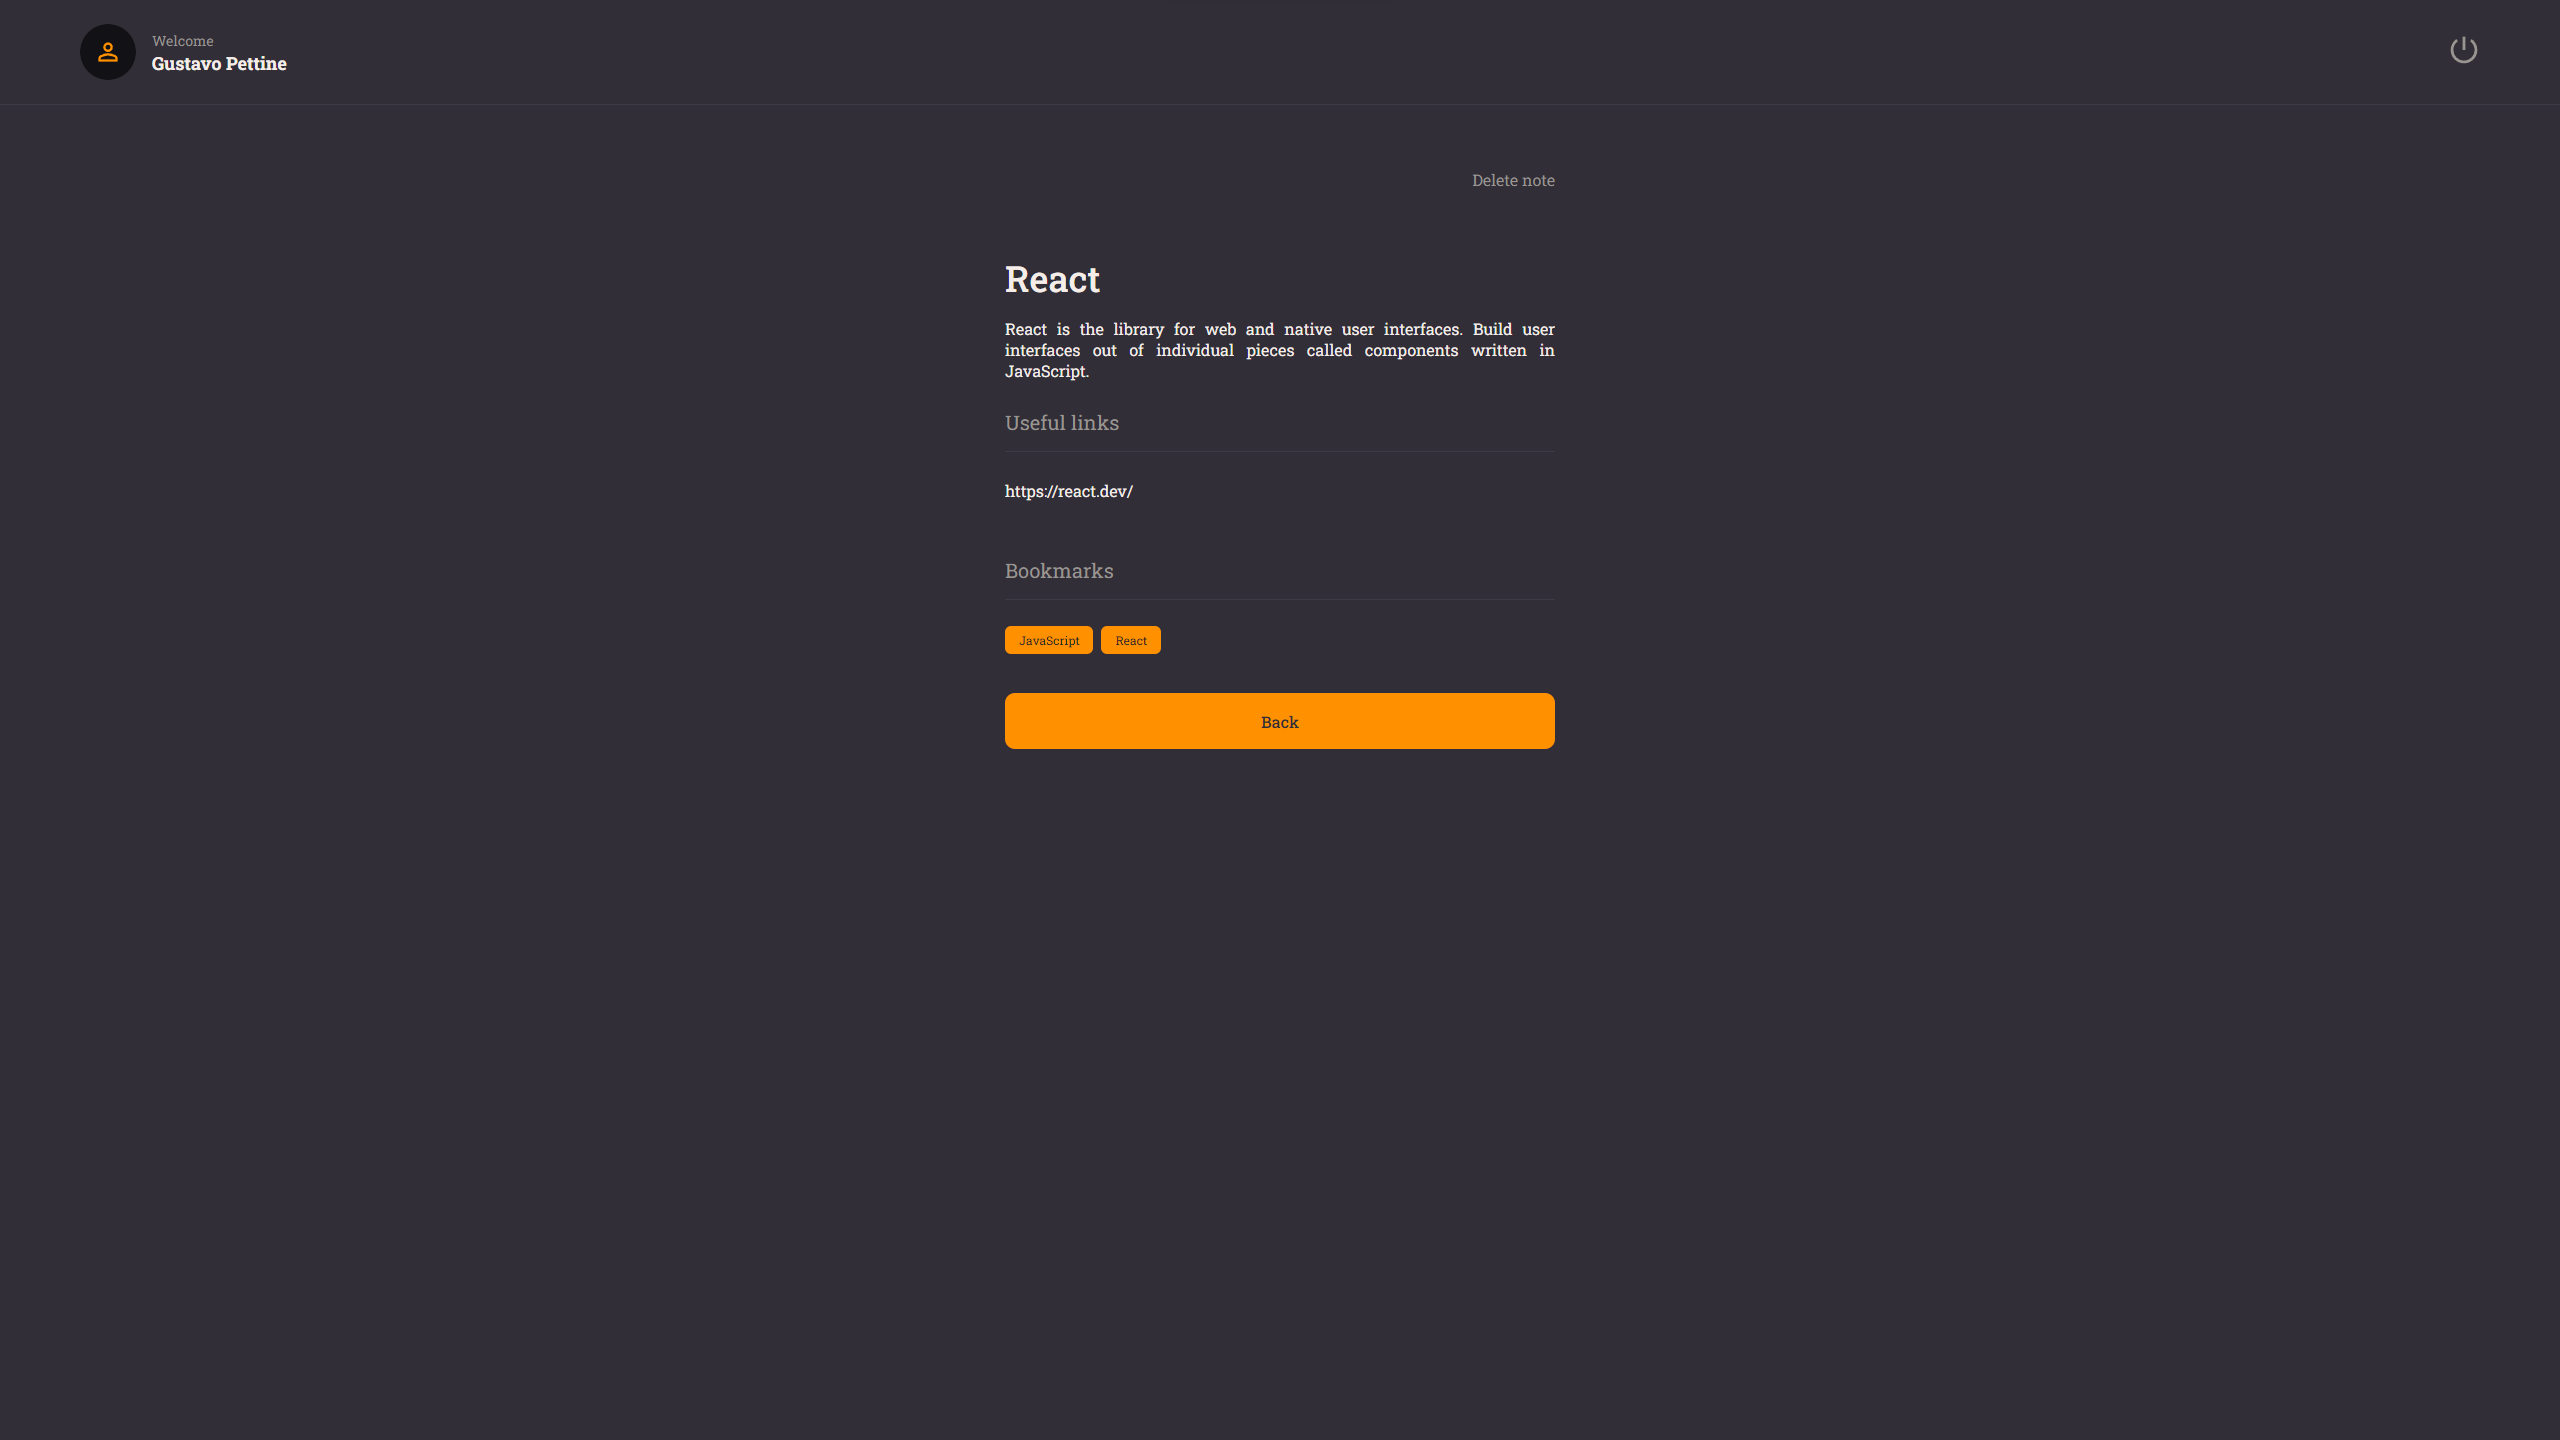 Welcome
Gustavo Pettine
Delete note
React
React is the library for web and native user interfaces. Build user
interfaces out of individual pieces called components written in
JavaScript.
Useful links
https://react.dev/
Bookmarks
JavaScript React
Back